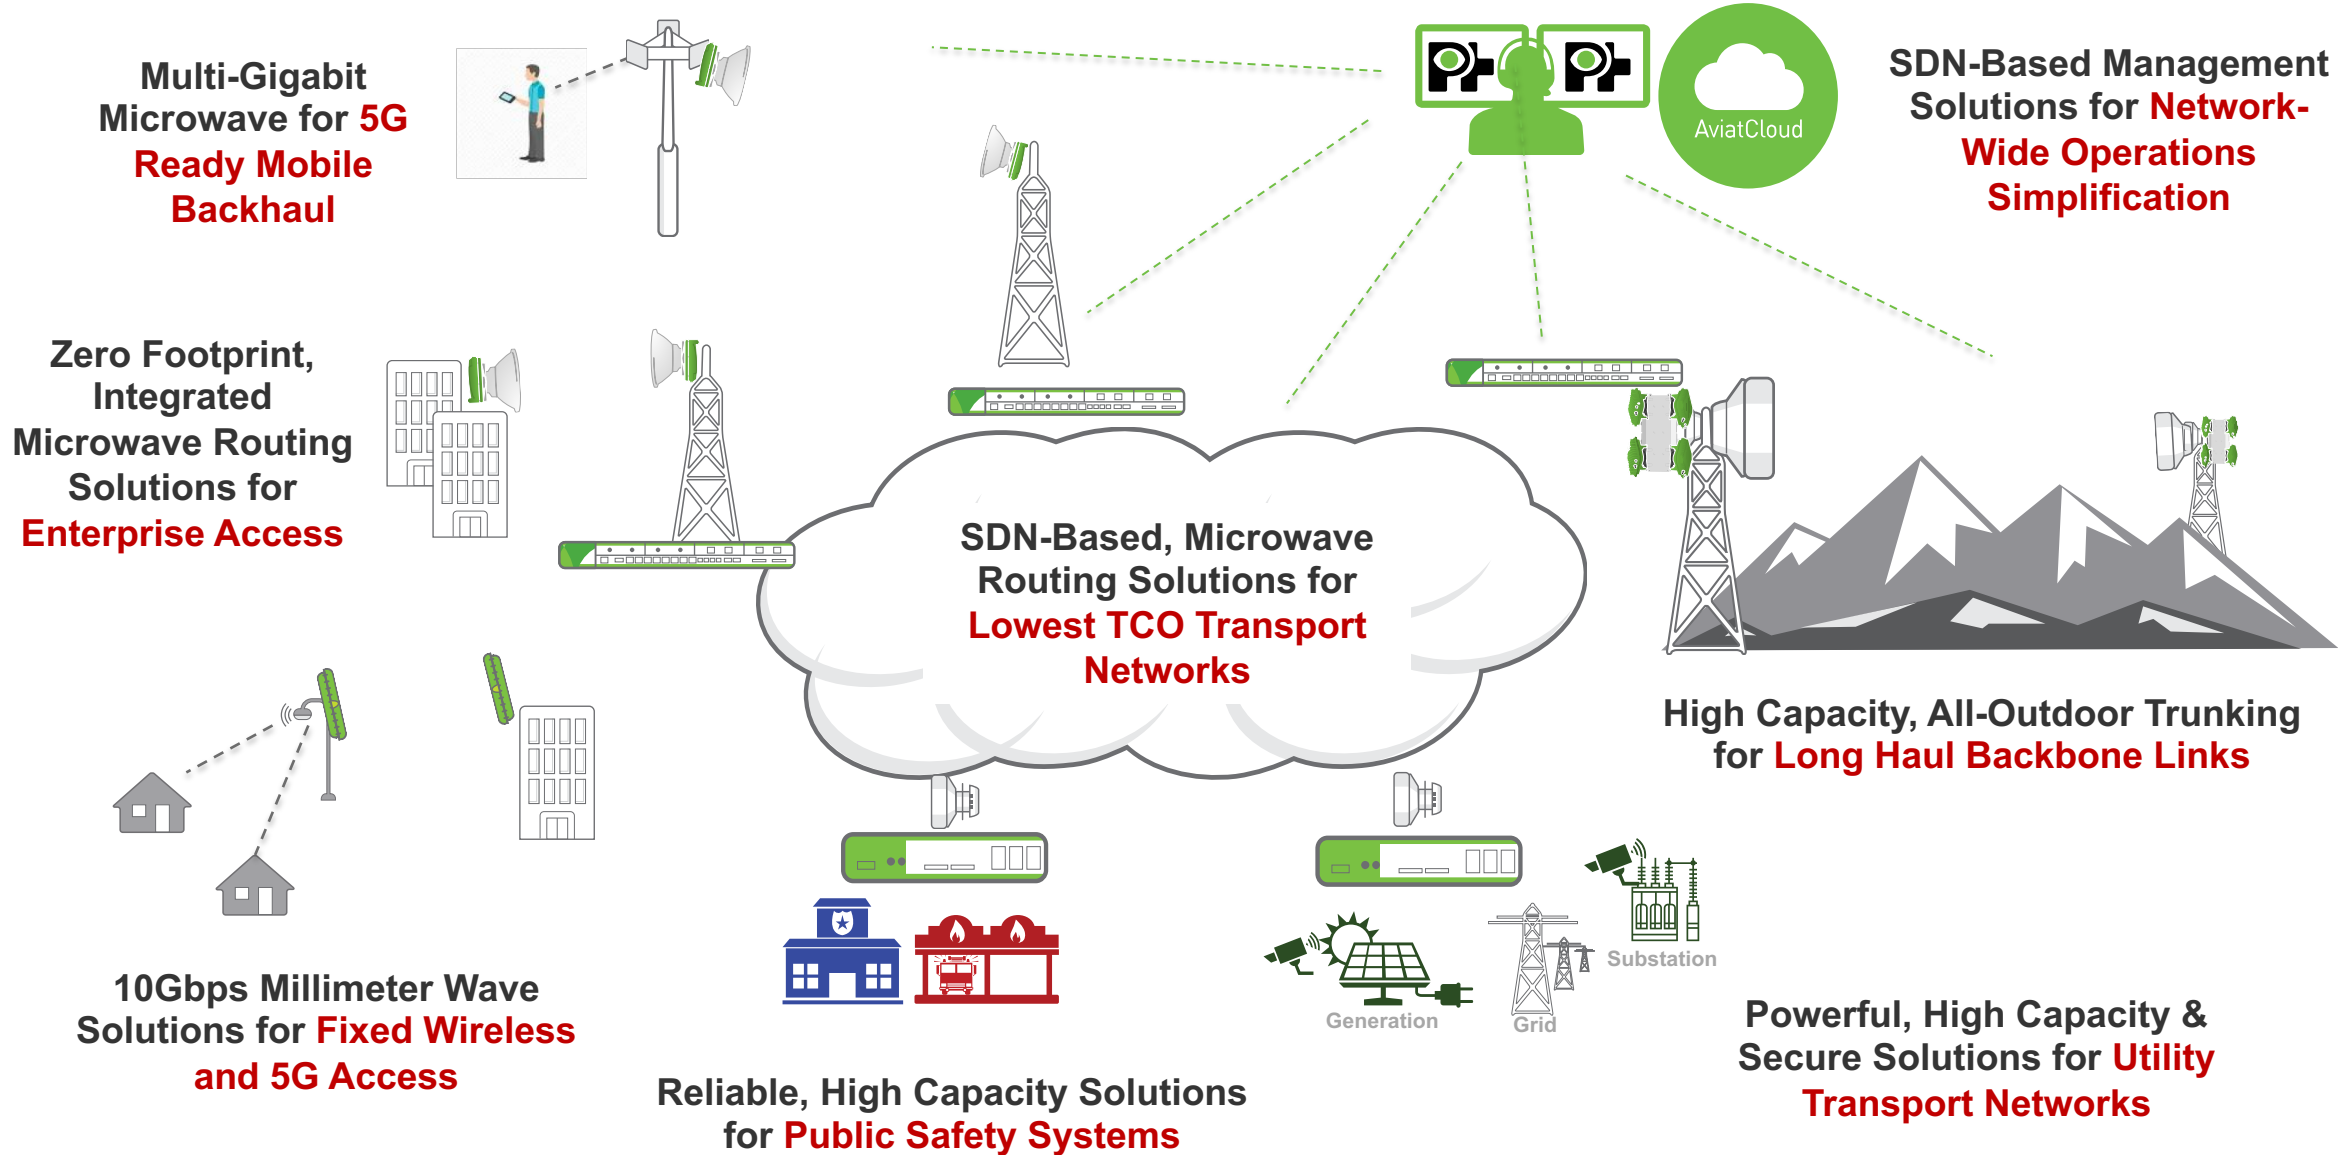 Multi-Gigabit
Microwave for 5G
Ready Mobile
Backhaul
AviatCloud
SDN-Based Management
Solutions for Network-
Wide Operations
Simplification
Zero Footprint,
Integrated
Microwave Routing
Solutions for
Enterprise Access
SDN-Based, Microwave
Routing Solutions for
Lowest TCO Transport
Networks
High Capacity, All-Outdoor Trunking
for Long Haul Backbone Links
10Gbps Millimeter Wave
Solutions for Fixed Wireless
and 5G Access
Reliable, High Capacity Solutions
for Public Safety Systems
Generation
Grid
Substation
Powerful, High Capacity &
Secure Solutions for Utility
Transport Networks